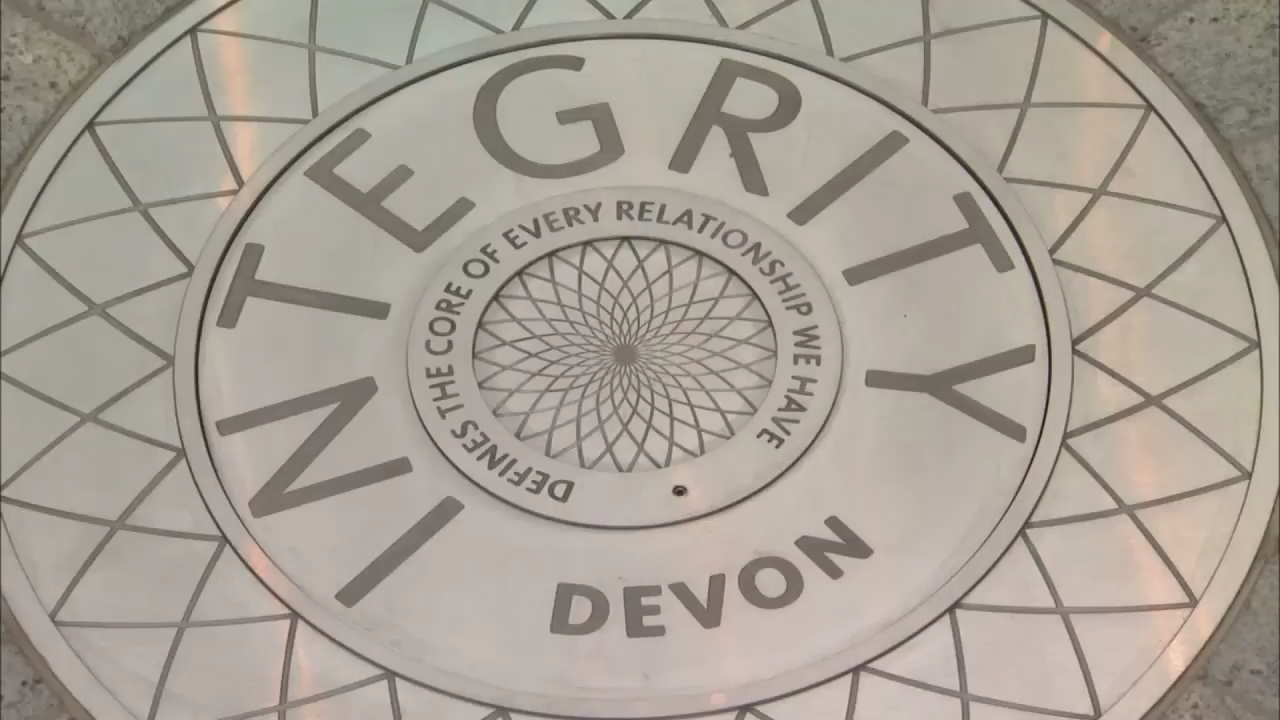 INTEGRITY
DEFINES THE CORE OF EVERY RELATIONSHIP WE HAVE
DEVON